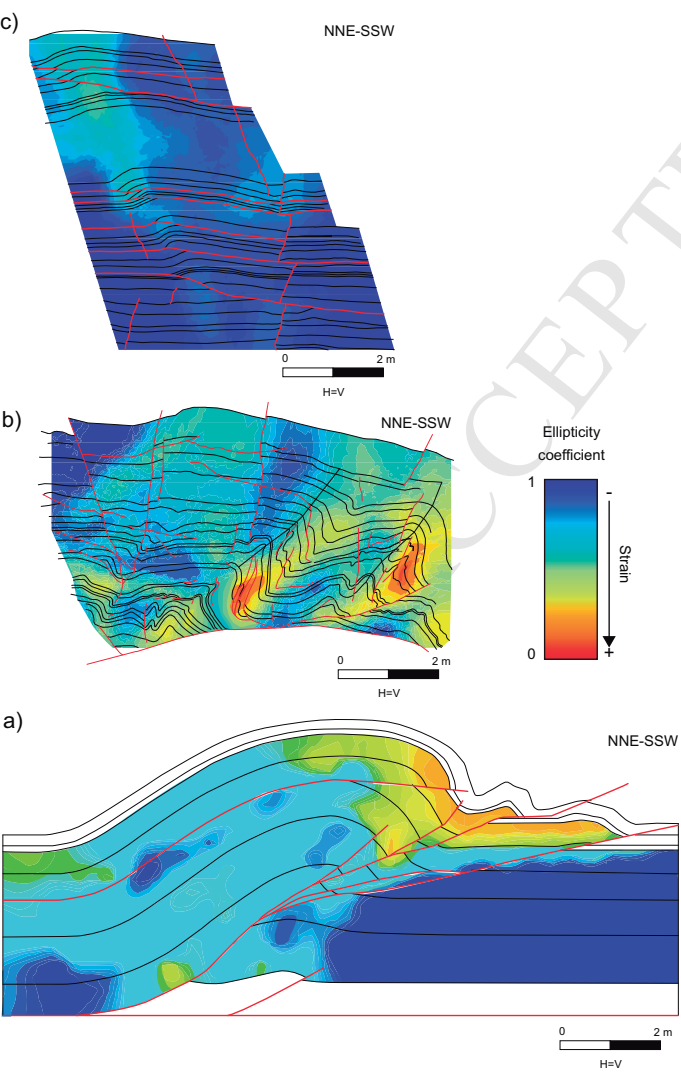 c)
NNE-SSW
0 2 m
H=V
b)
NNE-SSW
0 2 m
H=V
Ellipticity
coefficient
1
-
Strain
0
+
a)
NNE-SSW
0 2 m
H=V